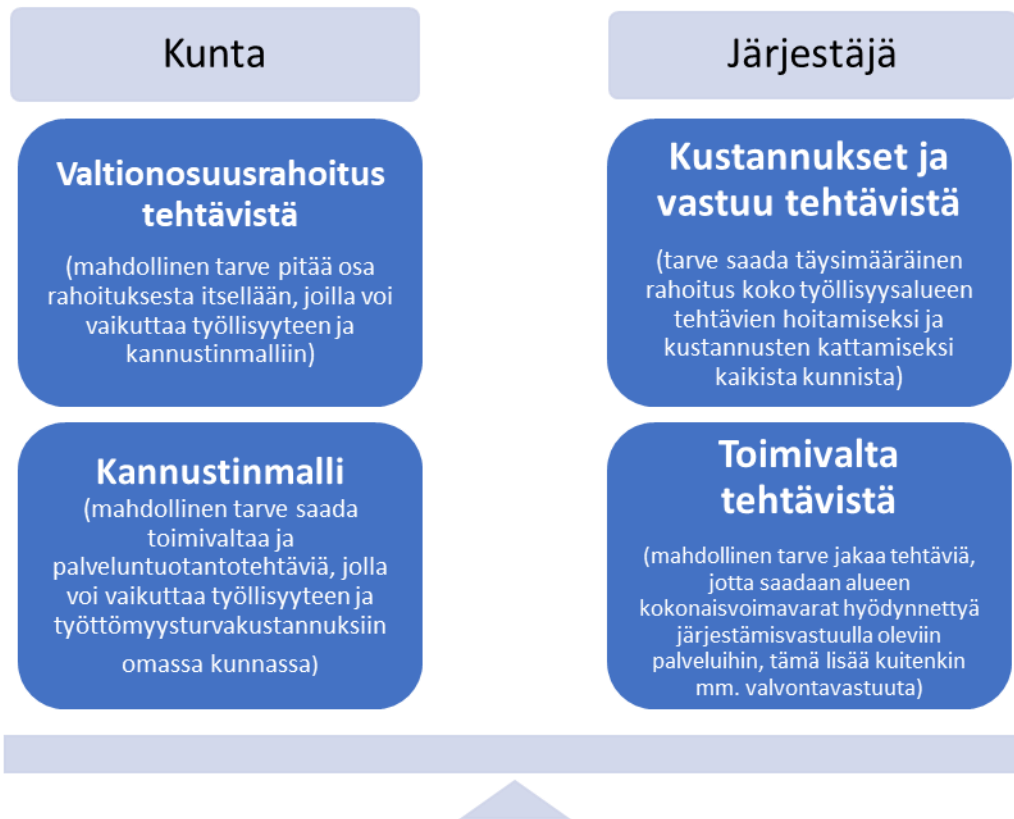 Kunta
Valtionosuusrahoitus
tehtävistä
(mahdollinen tarve pitää osa
rahoituksesta itsellään, joilla voi
vaikuttaa työllisyyteen ja
kannustinmalliin)
Kannustinmalli
(mahdollinen tarve saada
toimivaltaa ja
palveluntuotantotehtäviä, jolla
voi vaikuttaa työllisyyteen ja
työttömyysturvakustannuksiin
omassa kunnassa)
Järjestäjä
Kustannukset ja
vastuu tehtävistä
(tarve saada täysimääräinen
rahoitus koko työllisyysalueen
tehtävien hoitamiseksi ja
kustannusten kattamiseksi
kaikista kunnista)
Toimivalta
tehtävistä
(mahdollinen tarve jakaa tehtäviä,
jotta saadaan alueen
kokonaisvoimavarat hyödynnettyä
järjestämisvastuulla oleviin
palveluihin, tämä lisää kuitenkin
mm. valvontavastuuta)